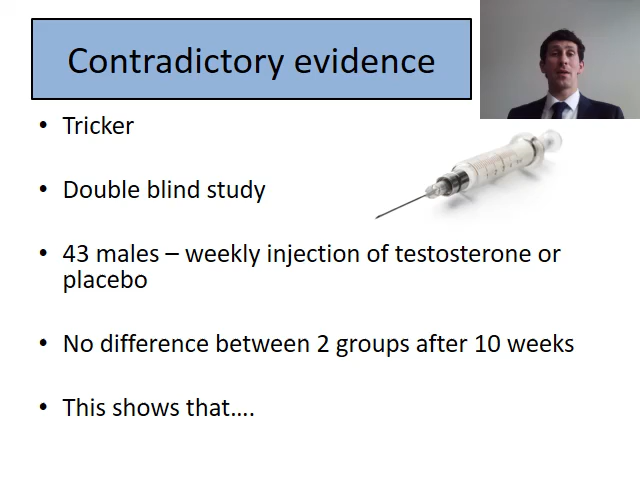 Contradictory evidence
• Tricker
• Double blind study
• 43 males – weekly injection of testosterone or
placebo
• No difference between 2 groups after 10 weeks
• This shows that….